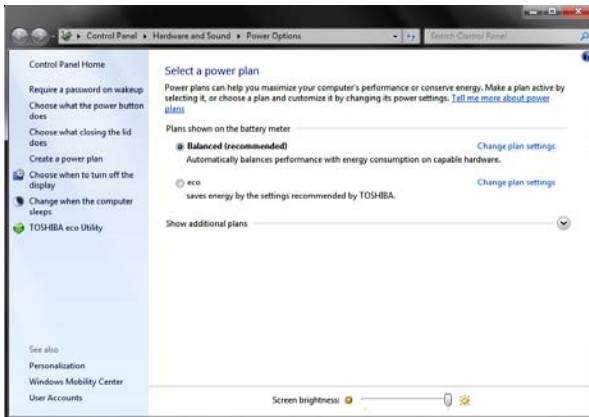 Control Panel ▸ Hardware and Sound ▸ Power Options
Search Control Panel
Control Panel Home
Require a password on wakeup
Choose what the power button
does
Choose what closing the lid
does
Create a power plan
Choose when to turn off the
display
Change when the computer
sleeps
TOSHIBA eco Utility
See also
Personalization
Windows Mobility Center
User Accounts
Select a power plan
Power plans can help you maximize your computer's performance or conserve energy. Make a plan active by
selecting it, or choose a plan and customize it by changing its power settings. Tell me more about power
plans
Plans shown on the battery meter
Balanced (recommended) Change plan settings
Automatically balances performance with energy consumption on capable hardware.
eco Change plan settings
saves energy by the settings recommended by TOSHIBA.
Show additional plans
Screen brightness: